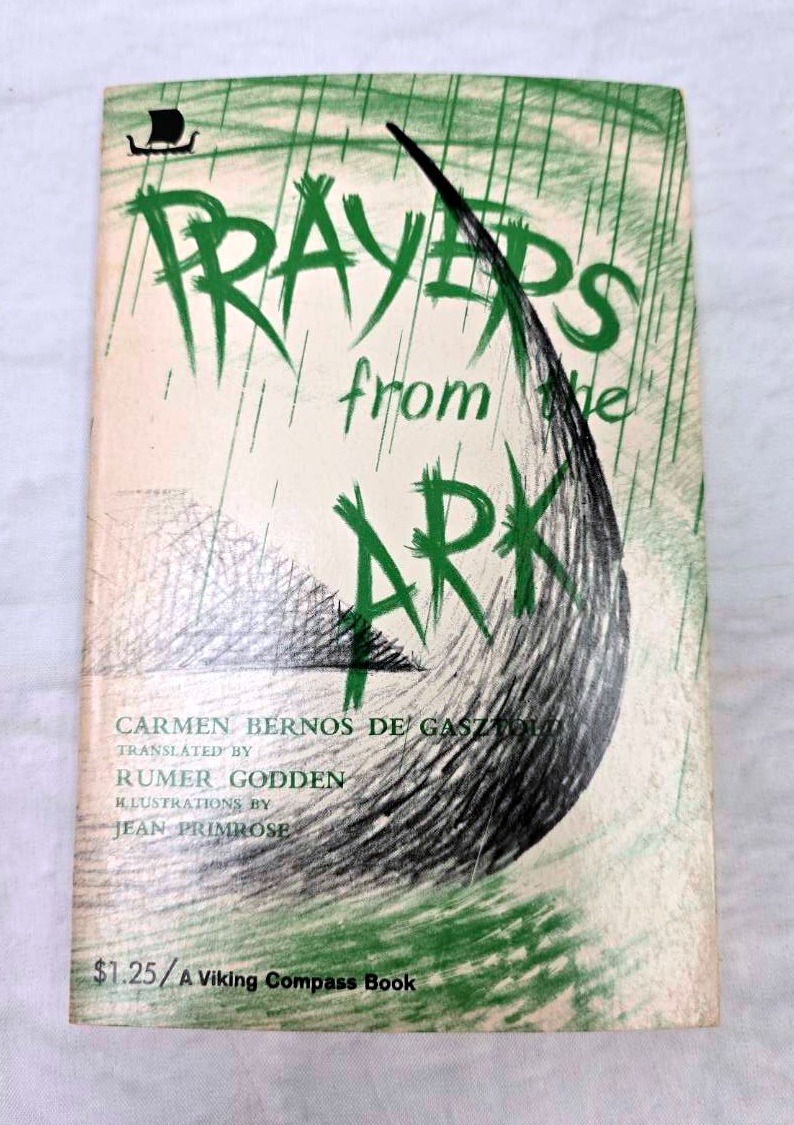 PRAYERS
from the
ARK
CARMEN BERNOS DE GASZTOLD
TRANSLATED BY
RUMER GODDEN
ILLUSTRATIONS BY
JEAN PRIMROSE
$1.25/A Viking Compass Book